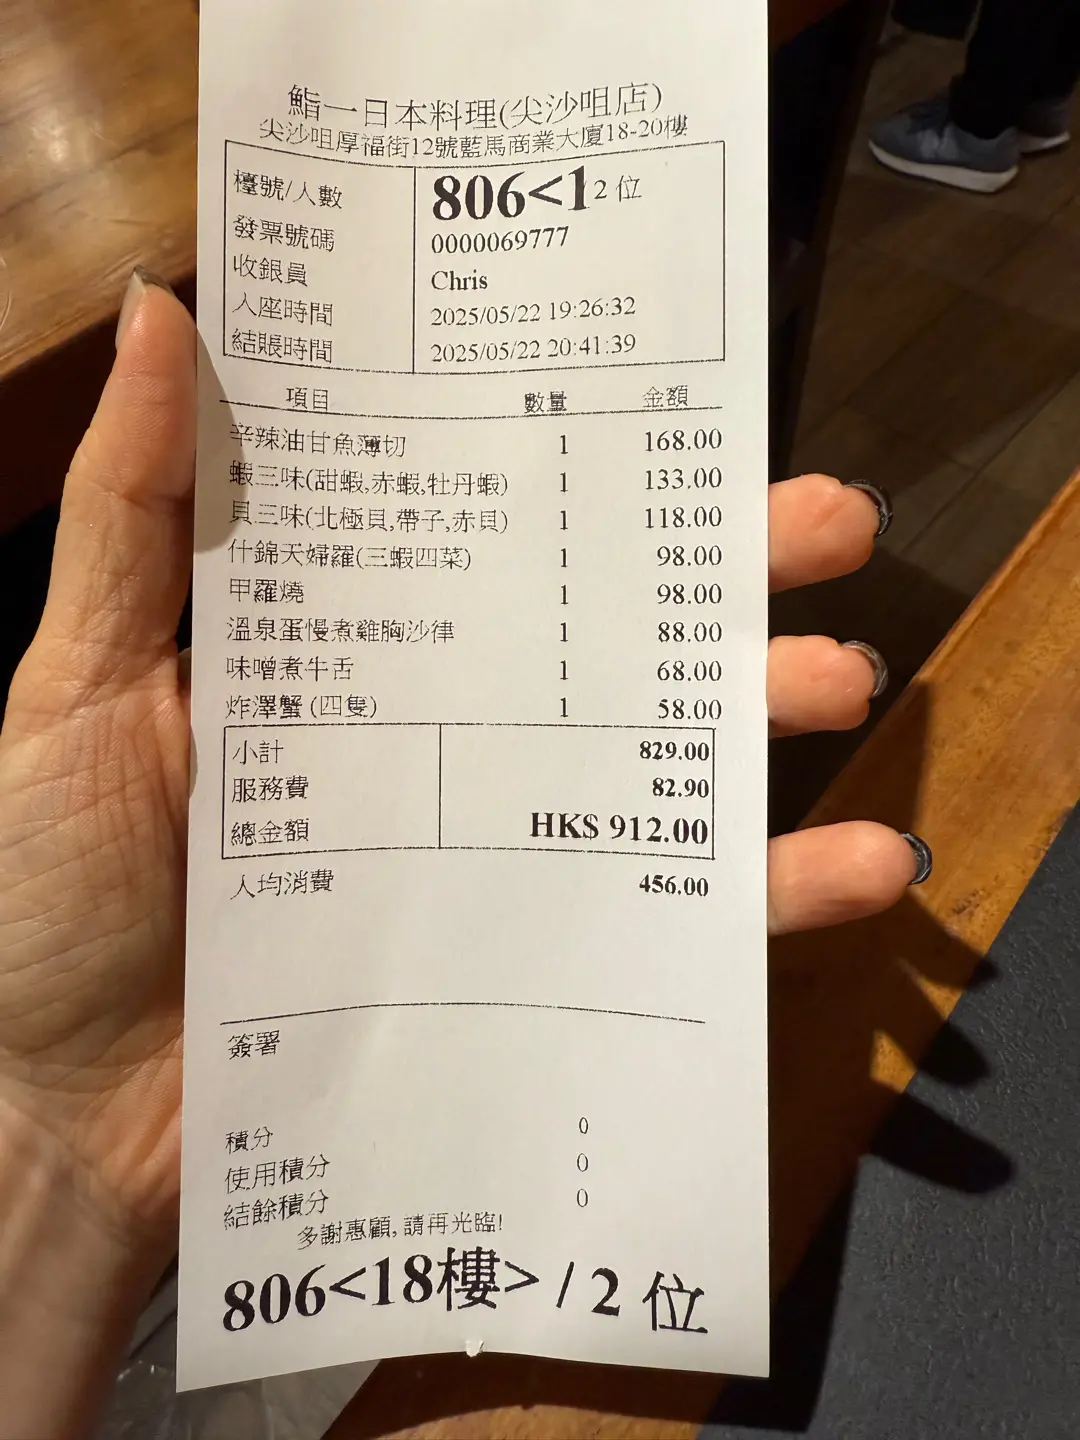 鮨一日本料理(尖沙咀店)
尖沙咀厚福街12號藍馬商業大廈18-20樓
檯號/人數 806<1 2 位
發票號碼 0000069777
收銀員 Chris
入座時間 2025/05/22 19:26:32
結賬時間 2025/05/22 20:41:39
項目 數量 金額
辛辣油甘魚薄切 1 168.00
蝦三味(甜蝦,赤蝦,牡丹蝦) 1 133.00
貝三味(北極貝,帶子,赤貝) 1 118.00
什錦天婦羅(三蝦四菜) 1 98.00
甲羅燒 1 98.00
溫泉蛋慢煮雞胸沙律 1 88.00
味噌煮牛舌 1 68.00
炸澤蟹 (四隻) 1 58.00
小計 829.00
服務費 82.90
總金額 HK$ 912.00
人均消費 456.00
簽署
積分 0
使用積分 0
結餘積分 0
多謝惠顧, 請再光臨!
806<18樓> / 2 位